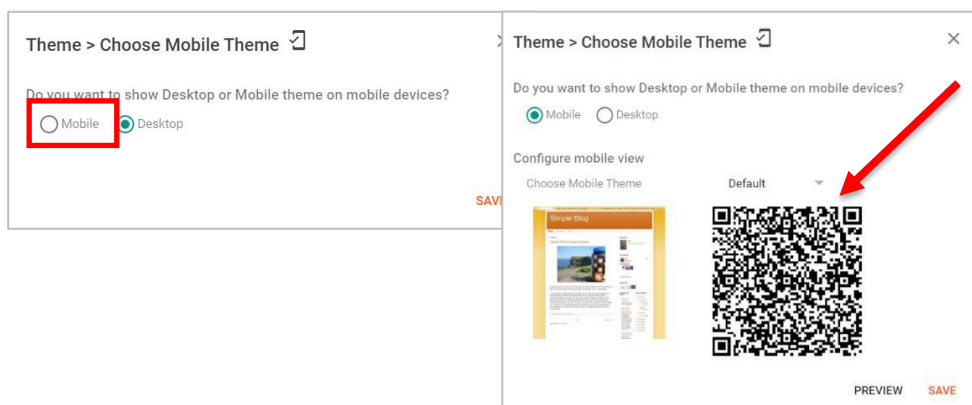 Theme > Choose Mobile Theme
Do you want to show Desktop or Mobile theme on mobile devices?
Mobile Desktop
Theme > Choose Mobile Theme
Do you want to show Desktop or Mobile theme on mobile devices?
Mobile Desktop
Configure mobile view
Choose Mobile Theme Default
Simple Blog
PREVIEW SAVE